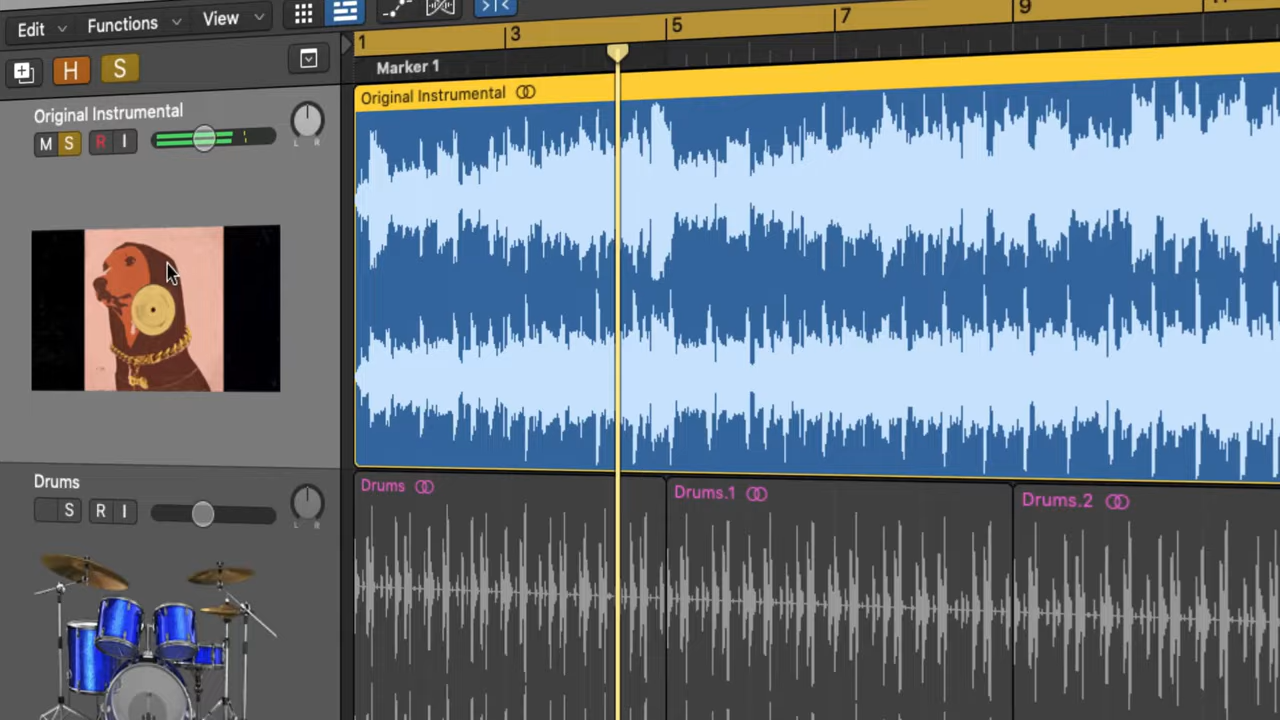 Edit Functions View
1 3 5 7 9
H S
Marker 1
Original Instrumental
M S R I
L R
Original Instrumental
Drums
S R I
L R
Drums Drums.1 Drums.2